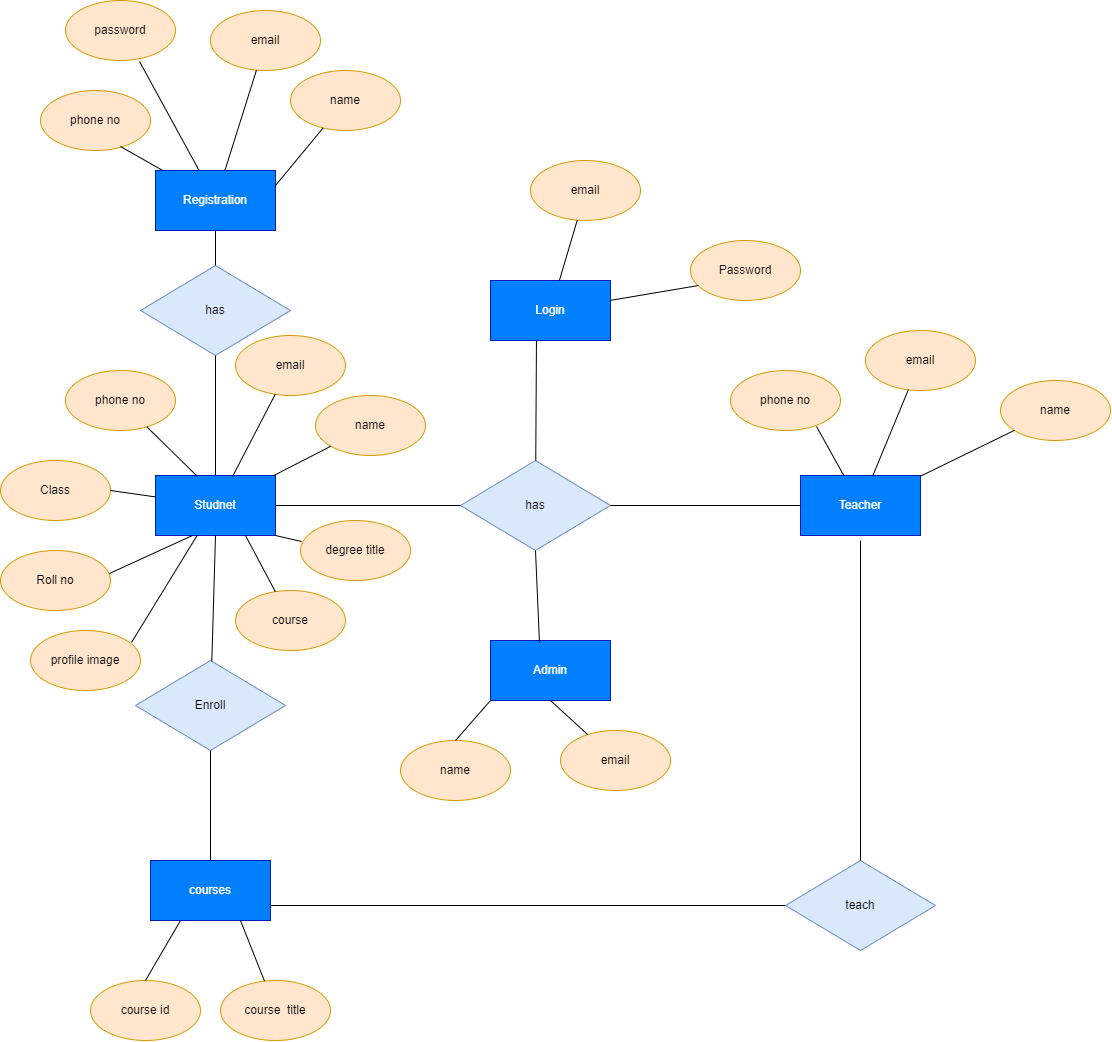 password
email
name
phone no
Registration
has
email
Password
Login
email
name
phone no
Class
Studnet
degree title
Roll no
course
profile image
Enroll
has
phone no
email
name
Teacher
Admin
name
email
courses
teach
course id
course  title